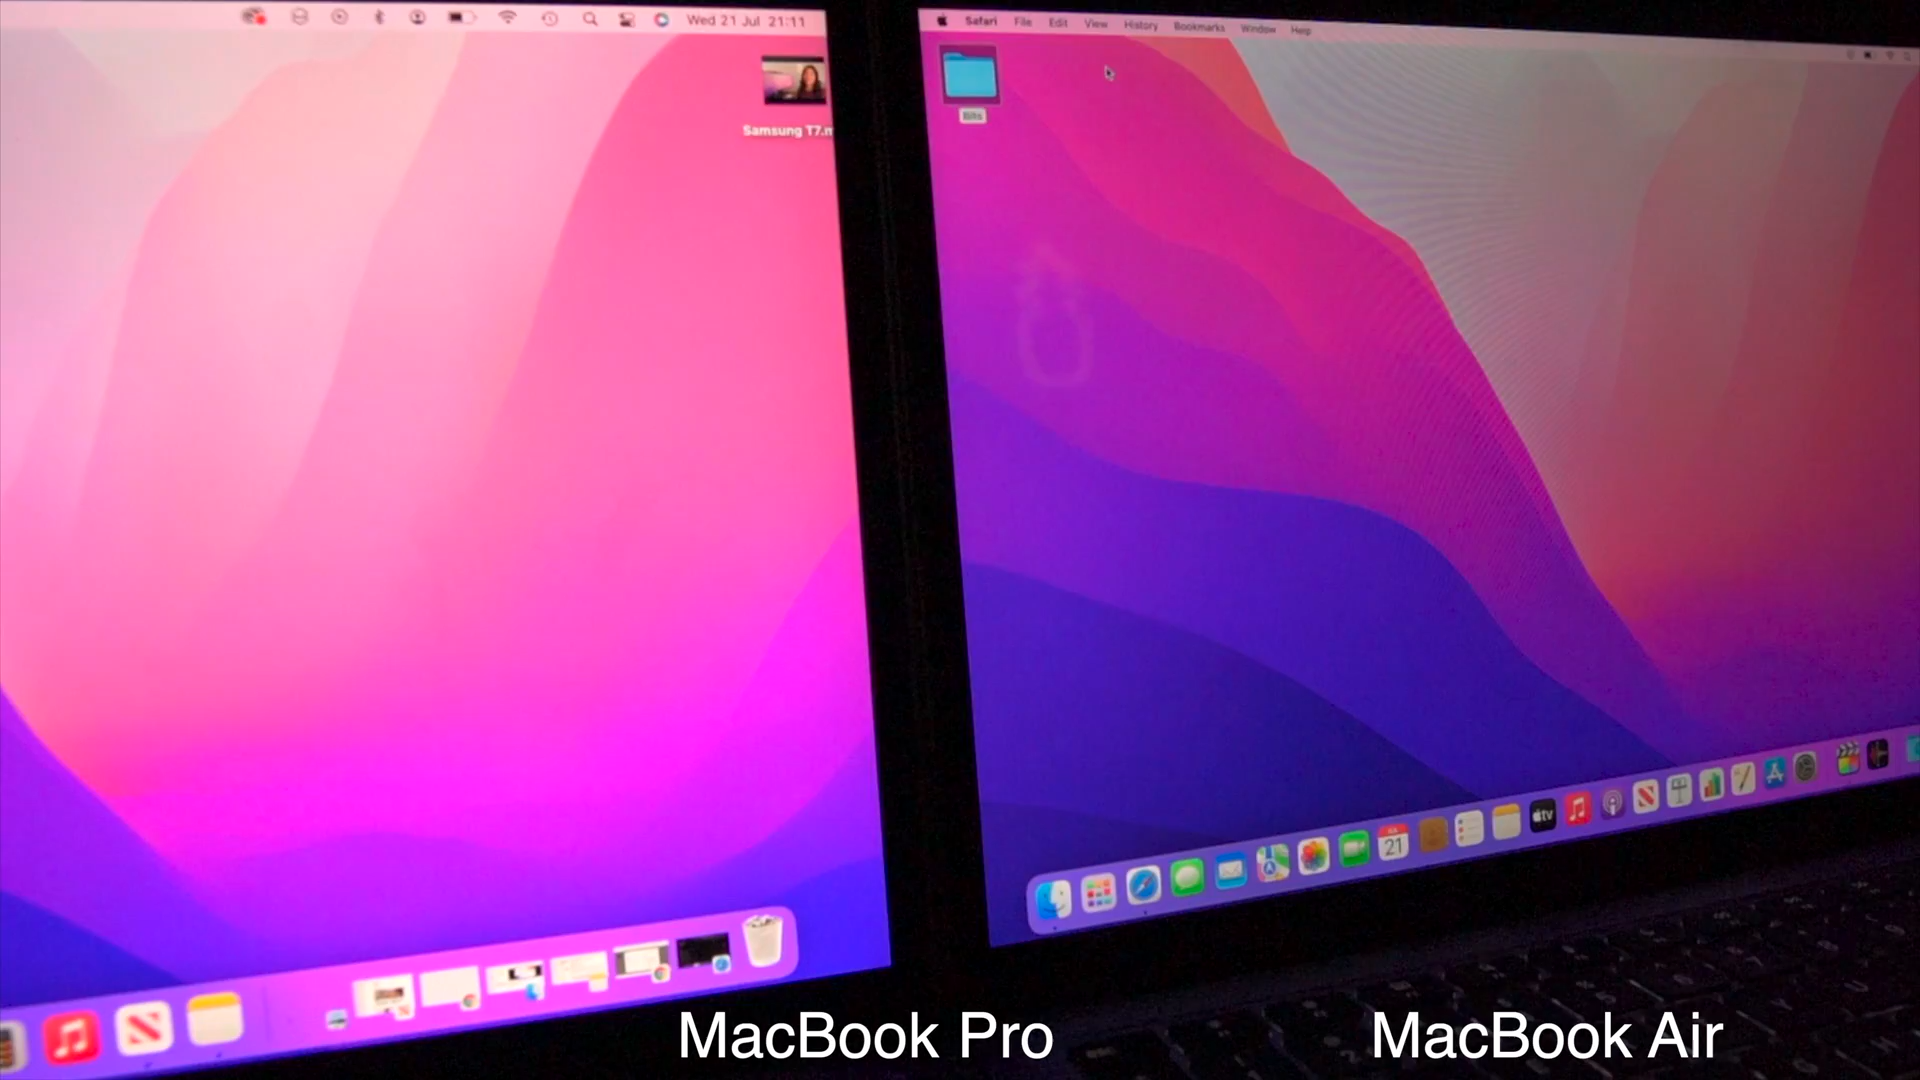 Wed 21 Jul 21:11
Samsung T7.m
Safari File Edit View History Bookmarks Window Help
21
tv
MacBook Pro
MacBook Air